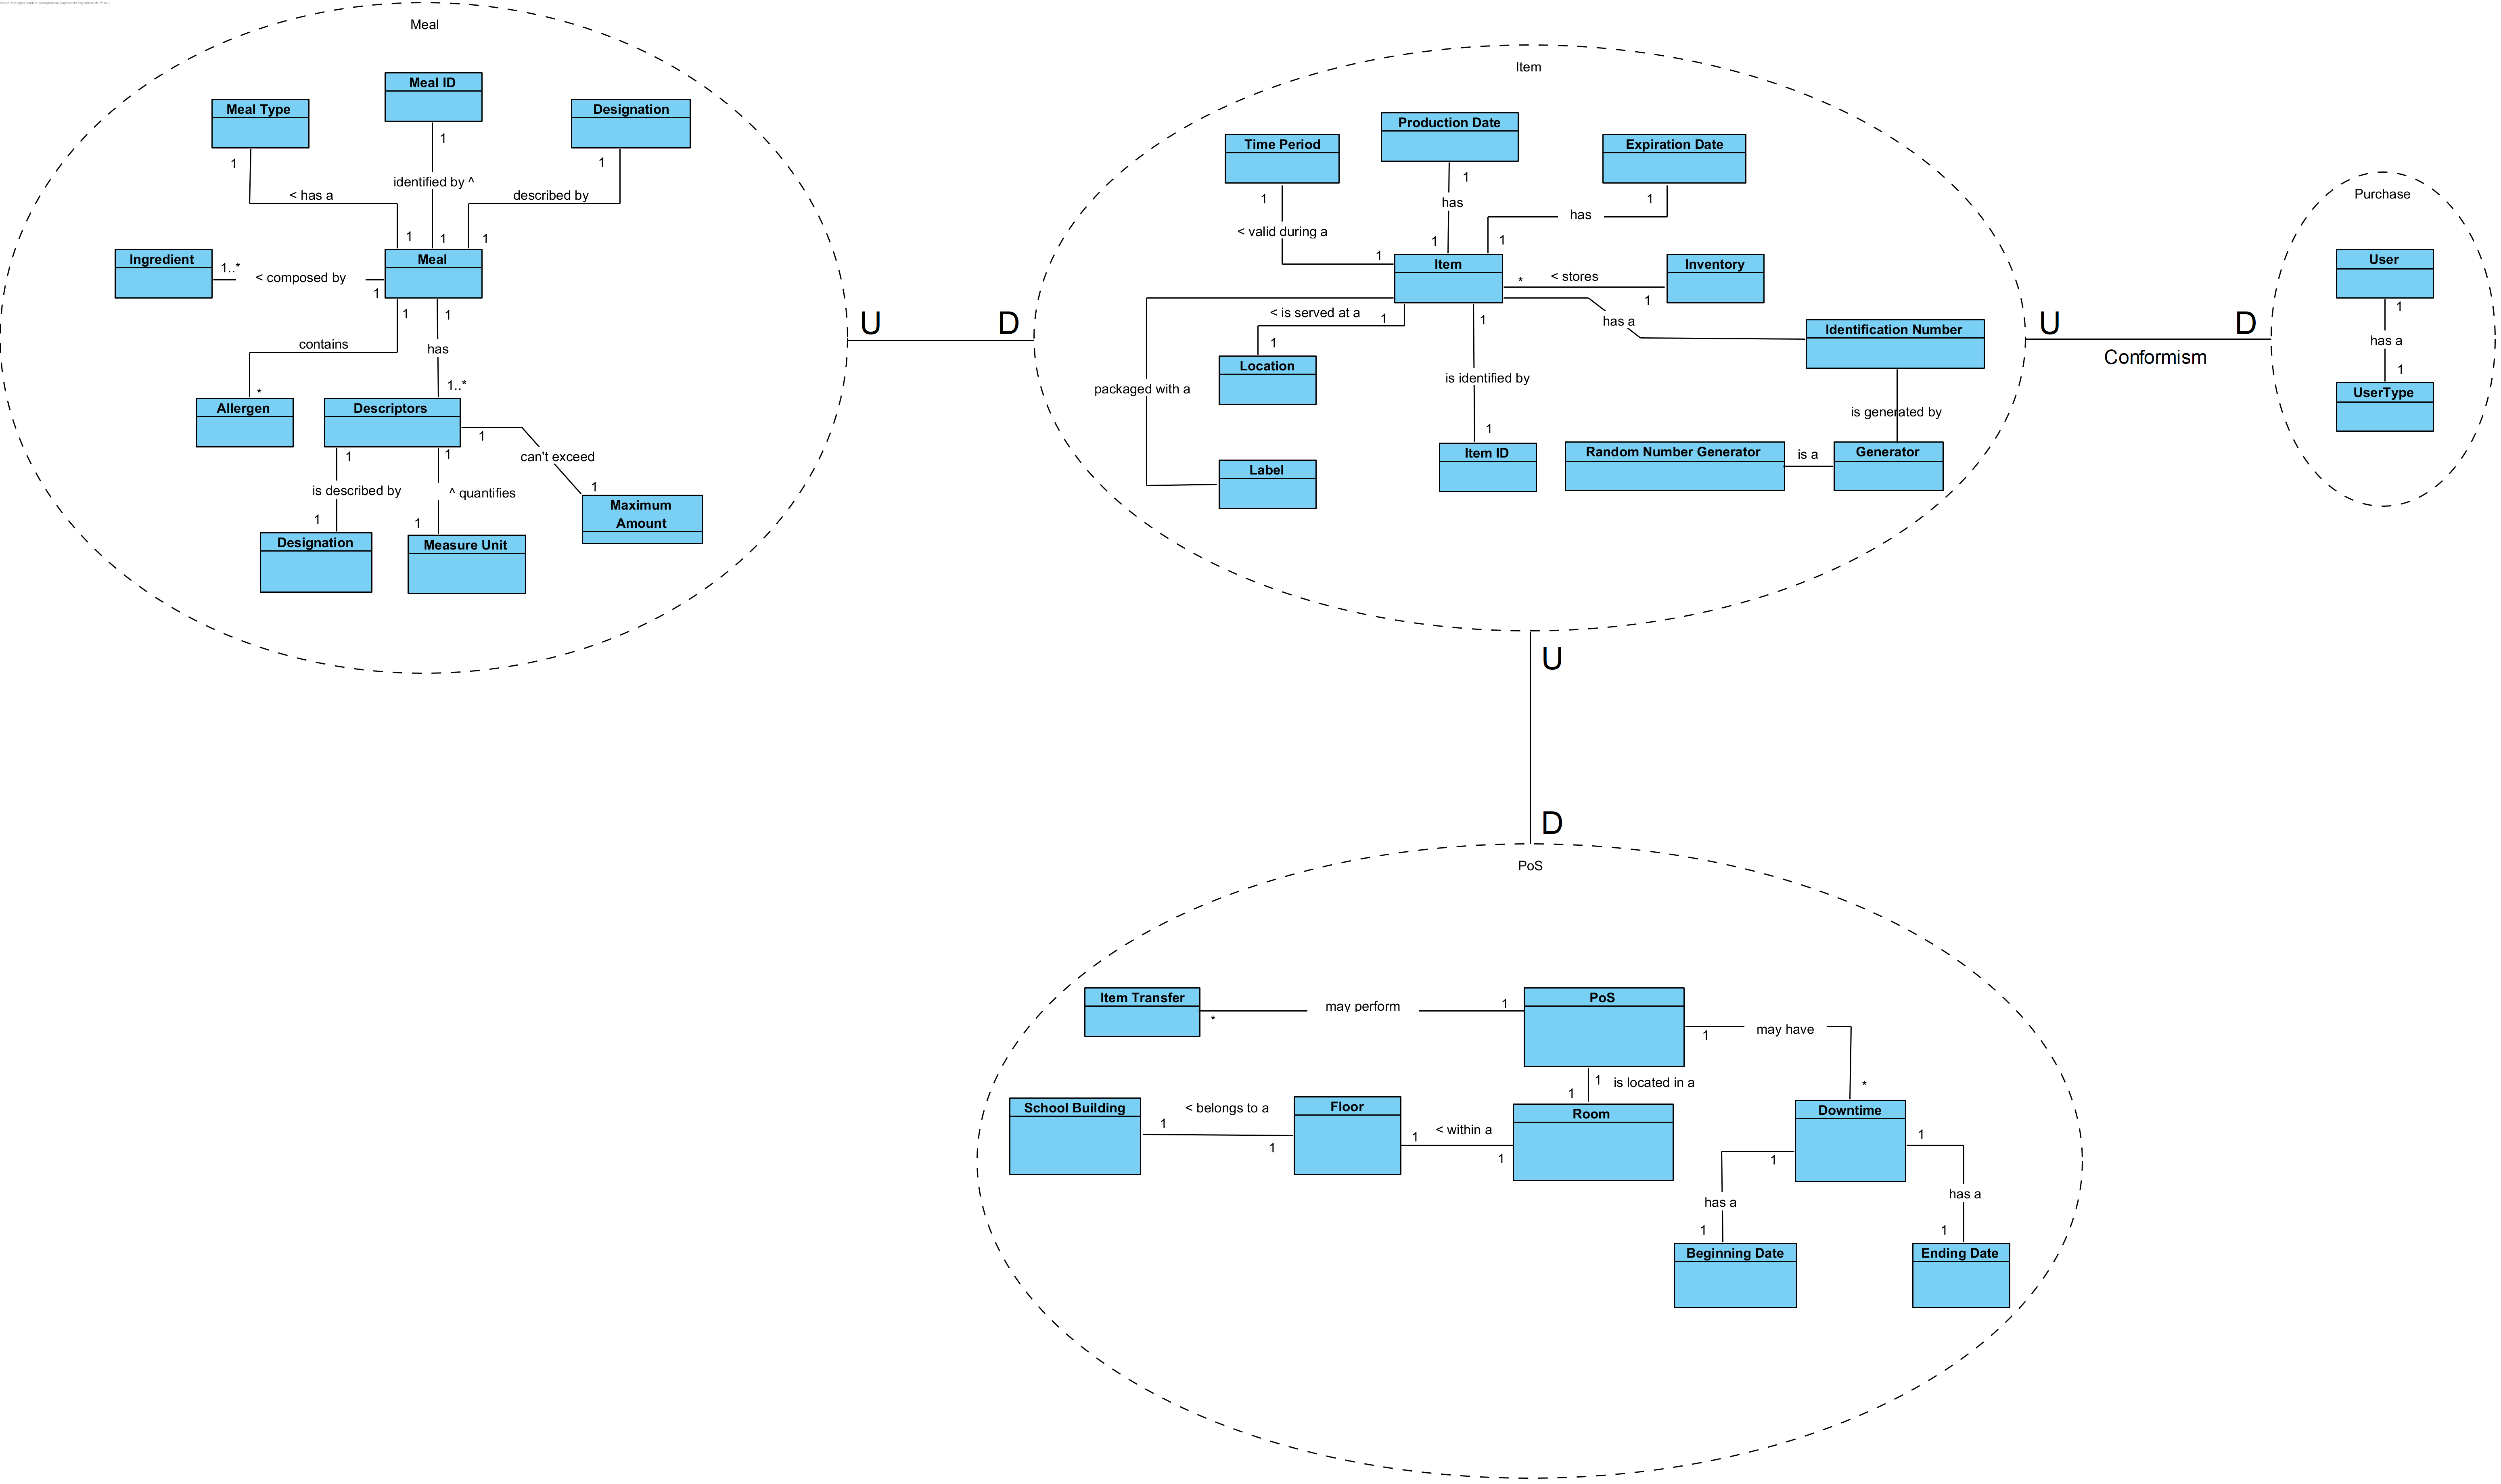 Meal
Meal ID
Meal Type
Designation
1
1
1
identified by ^
< has a
described by
1
1
1
Ingredient
Meal
1..*
< composed by
1
1
1
contains
has
1..*
*
Allergen
Descriptors
1
can't exceed
1
1
is described by
^ quantifies
1
Maximum
Amount
1
1
Designation
Measure Unit
U
D
Item
Production Date
Time Period
Expiration Date
1
1
1
has
has
< valid during a
1
1
1
Item
Inventory
*
< stores
1
< is served at a
1
1
has a
Identification Number
1
Location
is identified by
packaged with a
is generated by
1
Item ID
Random Number Generator
is a
Generator
Label
U
D
Conformism
Purchase
User
1
has a
1
UserType
U
D
PoS
Item Transfer
may perform
1
PoS
*
may have
1
*
1
is located in a
1
School Building
< belongs to a
Floor
Room
Downtime
1
1
1
< within a
1
1
1
has a
has a
1
1
Beginning Date
Ending Date